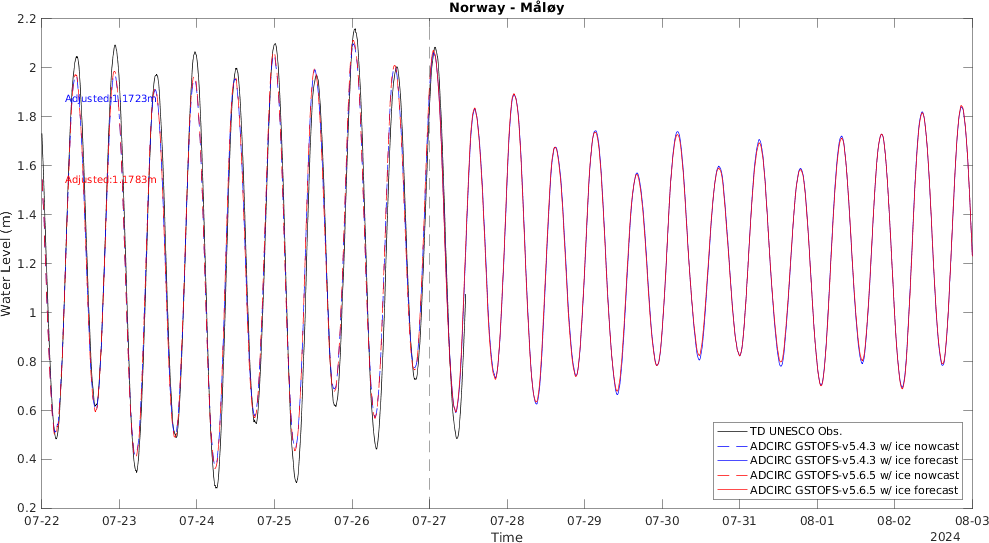 Norway - Måløy
2.2
2
1.8
1.6
1.4
1.2
1
0.8
0.6
0.4
0.2
Water Level (m)
Adjusted:1.1723m
Adjusted:1.1783m
TD UNESCO Obs.
ADCIRC GSTOFS-v5.4.3 w/ ice nowcast
ADCIRC GSTOFS-v5.4.3 w/ ice forecast
ADCIRC GSTOFS-v5.6.5 w/ ice nowcast
ADCIRC GSTOFS-v5.6.5 w/ ice forecast
07-22 07-23 07-24 07-25 07-26 07-27 07-28 07-29 07-30 07-31 08-01 08-02 08-03
Time
2024